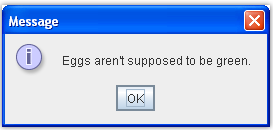 Message
Eggs aren't supposed to be green.
OK